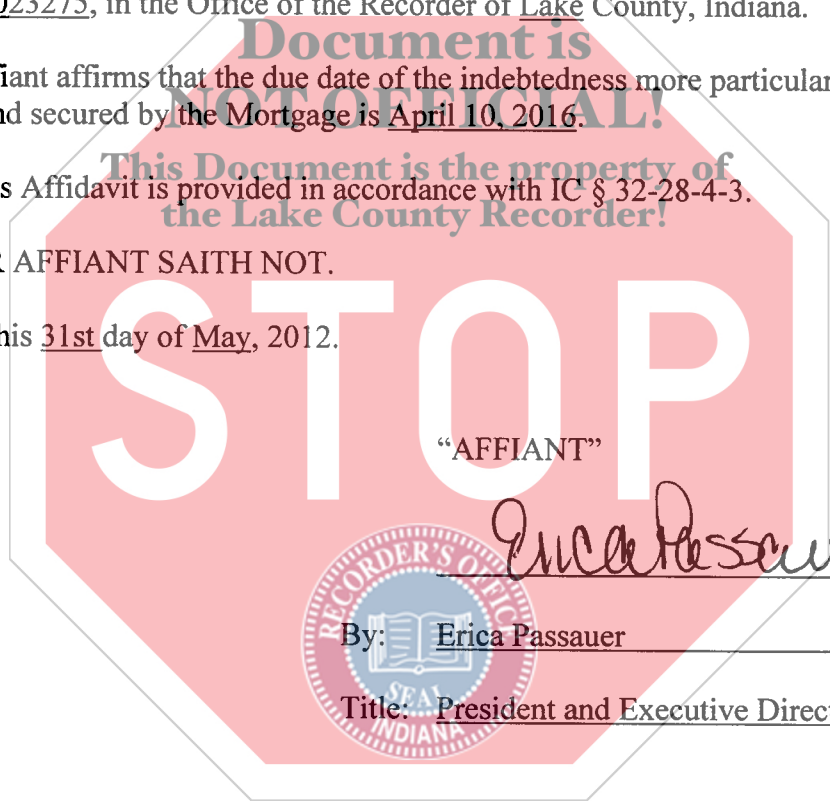 023275, in the Office of the Recorder of Lake County, Indiana.
Document is
fiant affirms that the due date of the indebtedness more particular
NOT OFFICIAL!
nd secured by the Mortgage is April 10, 2016.
This Document is the property of
s Affidavit is provided in accordance with IC § 32-28-4-3.
the Lake County Recorder!
R AFFIANT SAITH NOT.
STOP
his 31st day of May, 2012.
“AFFIANT”
Erica Passau
RECORDER'S OFFIC
By: Erica Passauer
SEAL
Title: President and Executive Direc
INDIANA